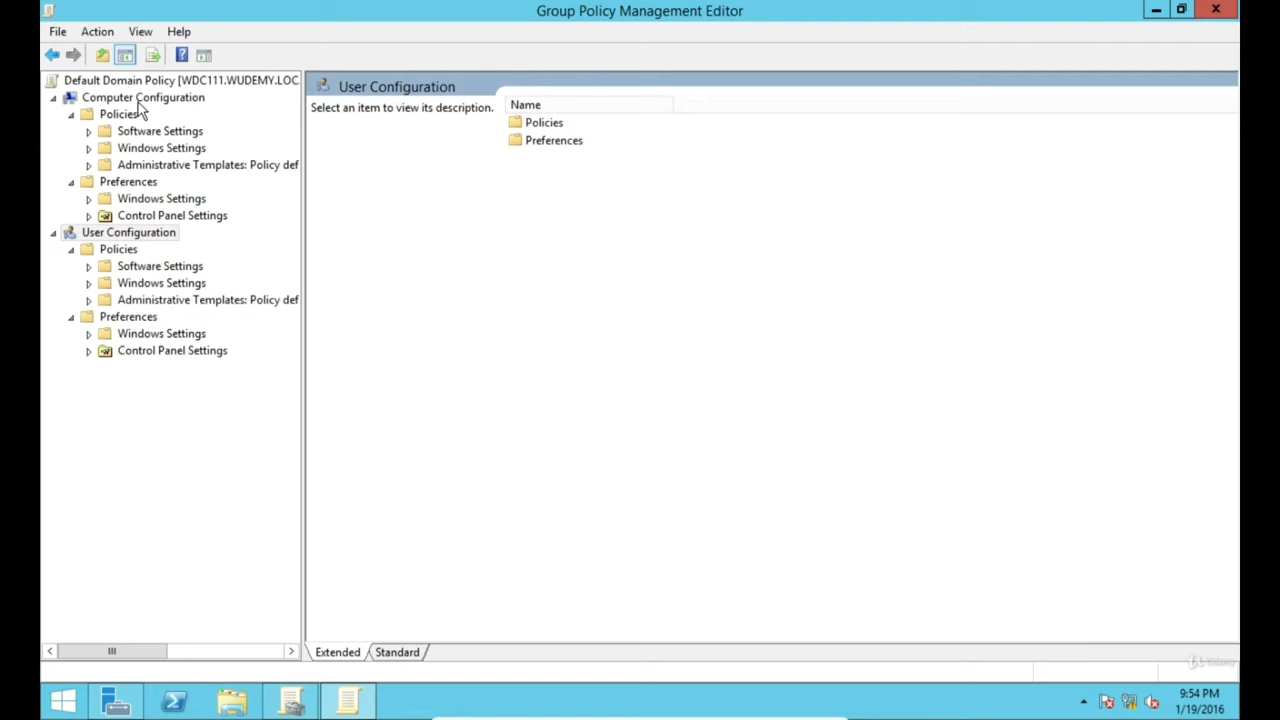 Group Policy Management Editor
File Action View Help
Default Domain Policy [WDC111.WUDEMY.LOC
Computer Configuration
Policies
Software Settings
Windows Settings
Administrative Templates: Policy def
Preferences
Windows Settings
Control Panel Settings
User Configuration
Policies
Software Settings
Windows Settings
Administrative Templates: Policy def
Preferences
Windows Settings
Control Panel Settings
User Configuration
Select an item to view its description.
Name
Policies
Preferences
Extended Standard
Udemy
9:54 PM
1/19/2016